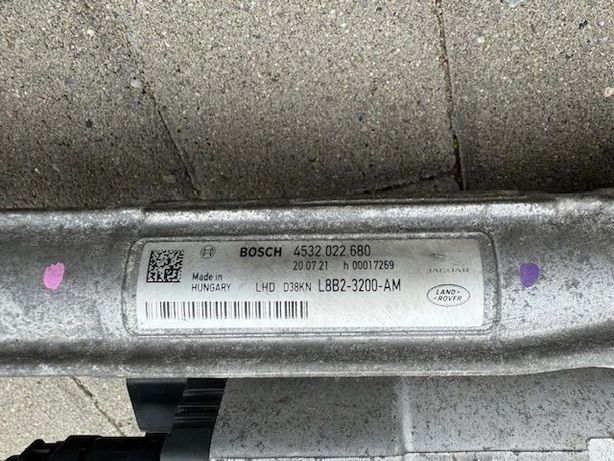 BOSCH 4532 022 680
20.07.21 h 00017269
JAGUAR
Made in
HUNGARY LHD D38KN L8B2-3200-AM
LAND-
-ROVER